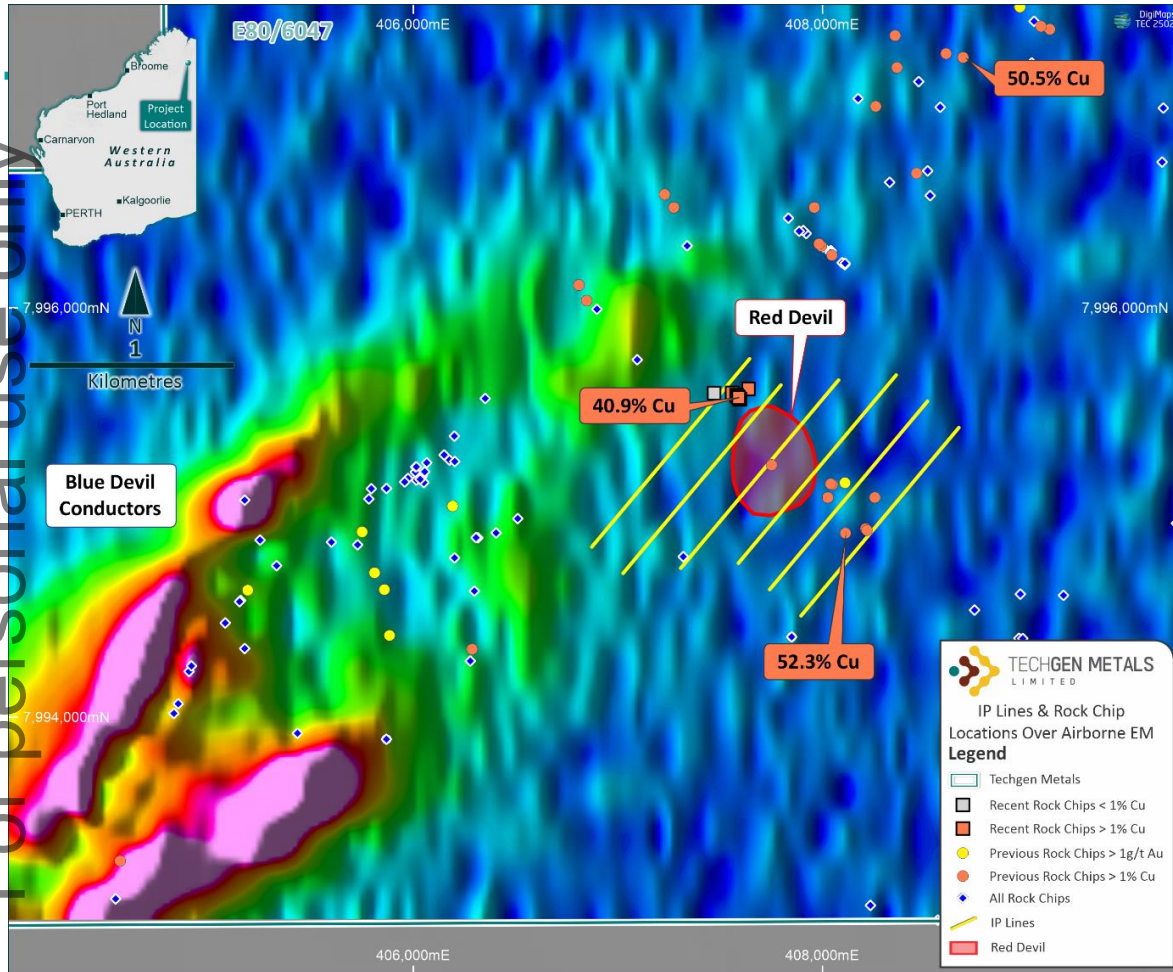 For personal use only
E80/6047
406,000mE
408,000mE
DigiMaps
TEC 2502
Broome
Port
Hedland
Project
Location
Carnarvon
Western
Australia
Kalgoorlie
PERTH
50.5% Cu
7,996,000mN
7,996,000mN
N
1
Kilometres
Red Devil
40.9% Cu
Blue Devil
Conductors
52.3% Cu
7,994,000mN
TECHGEN METALS
LIMITED
IP Lines & Rock Chip
Locations Over Airborne EM
Legend
Techgen Metals
Recent Rock Chips < 1% Cu
Recent Rock Chips > 1% Cu
Previous Rock Chips > 1g/t Au
Previous Rock Chips > 1% Cu
All Rock Chips
IP Lines
Red Devil
406,000mE
408,000mE